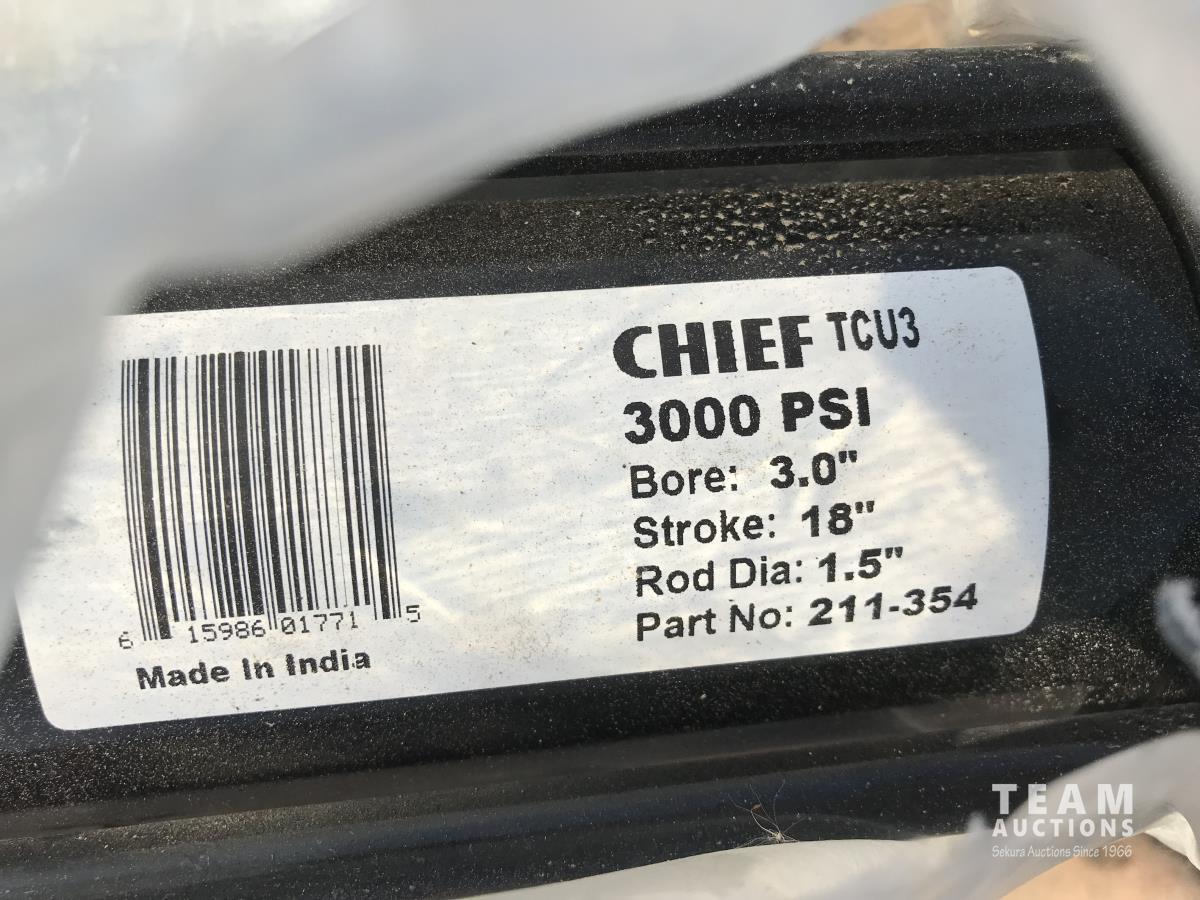 CHIEF TCU3
3000 PSI
Bore: 3.0"
Stroke: 18"
Rod Dia: 1.5"
Part No: 211-354
6 15986 01771 5
Made In India
TEAM
AUCTIONS
Sekura Auctions Since 1966